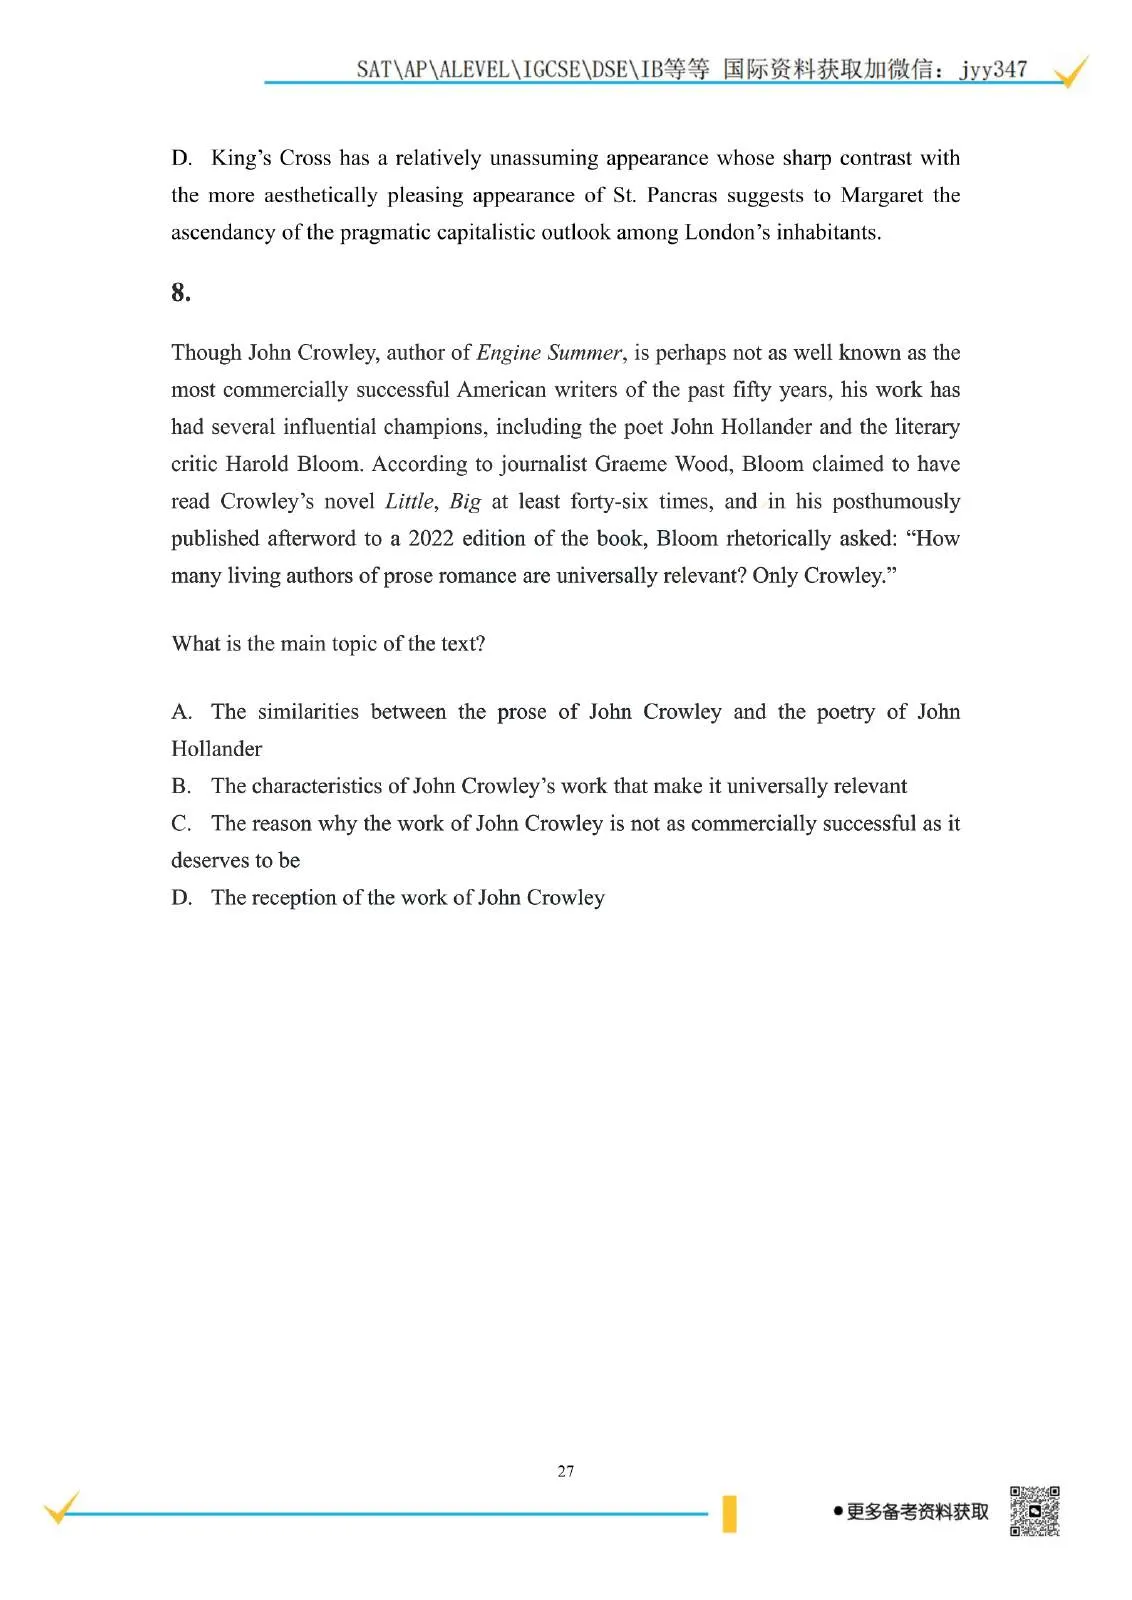 SAT\AP\ALEVEL\IGCSE\DSE\IB等等 国际资料获取加微信：jyy347
D. King’s Cross has a relatively unassuming appearance whose sharp contrast with
the more aesthetically pleasing appearance of St. Pancras suggests to Margaret the
ascendancy of the pragmatic capitalistic outlook among London’s inhabitants.
8.
Though John Crowley, author of Engine Summer, is perhaps not as well known as the
most commercially successful American writers of the past fifty years, his work has
had several influential champions, including the poet John Hollander and the literary
critic Harold Bloom. According to journalist Graeme Wood, Bloom claimed to have
read Crowley’s novel Little, Big at least forty-six times, and in his posthumously
published afterword to a 2022 edition of the book, Bloom rhetorically asked: “How
many living authors of prose romance are universally relevant? Only Crowley.”
What is the main topic of the text?
A. The similarities between the prose of John Crowley and the poetry of John
Hollander
B. The characteristics of John Crowley’s work that make it universally relevant
C. The reason why the work of John Crowley is not as commercially successful as it
deserves to be
D. The reception of the work of John Crowley
27
●更多备考资料获取